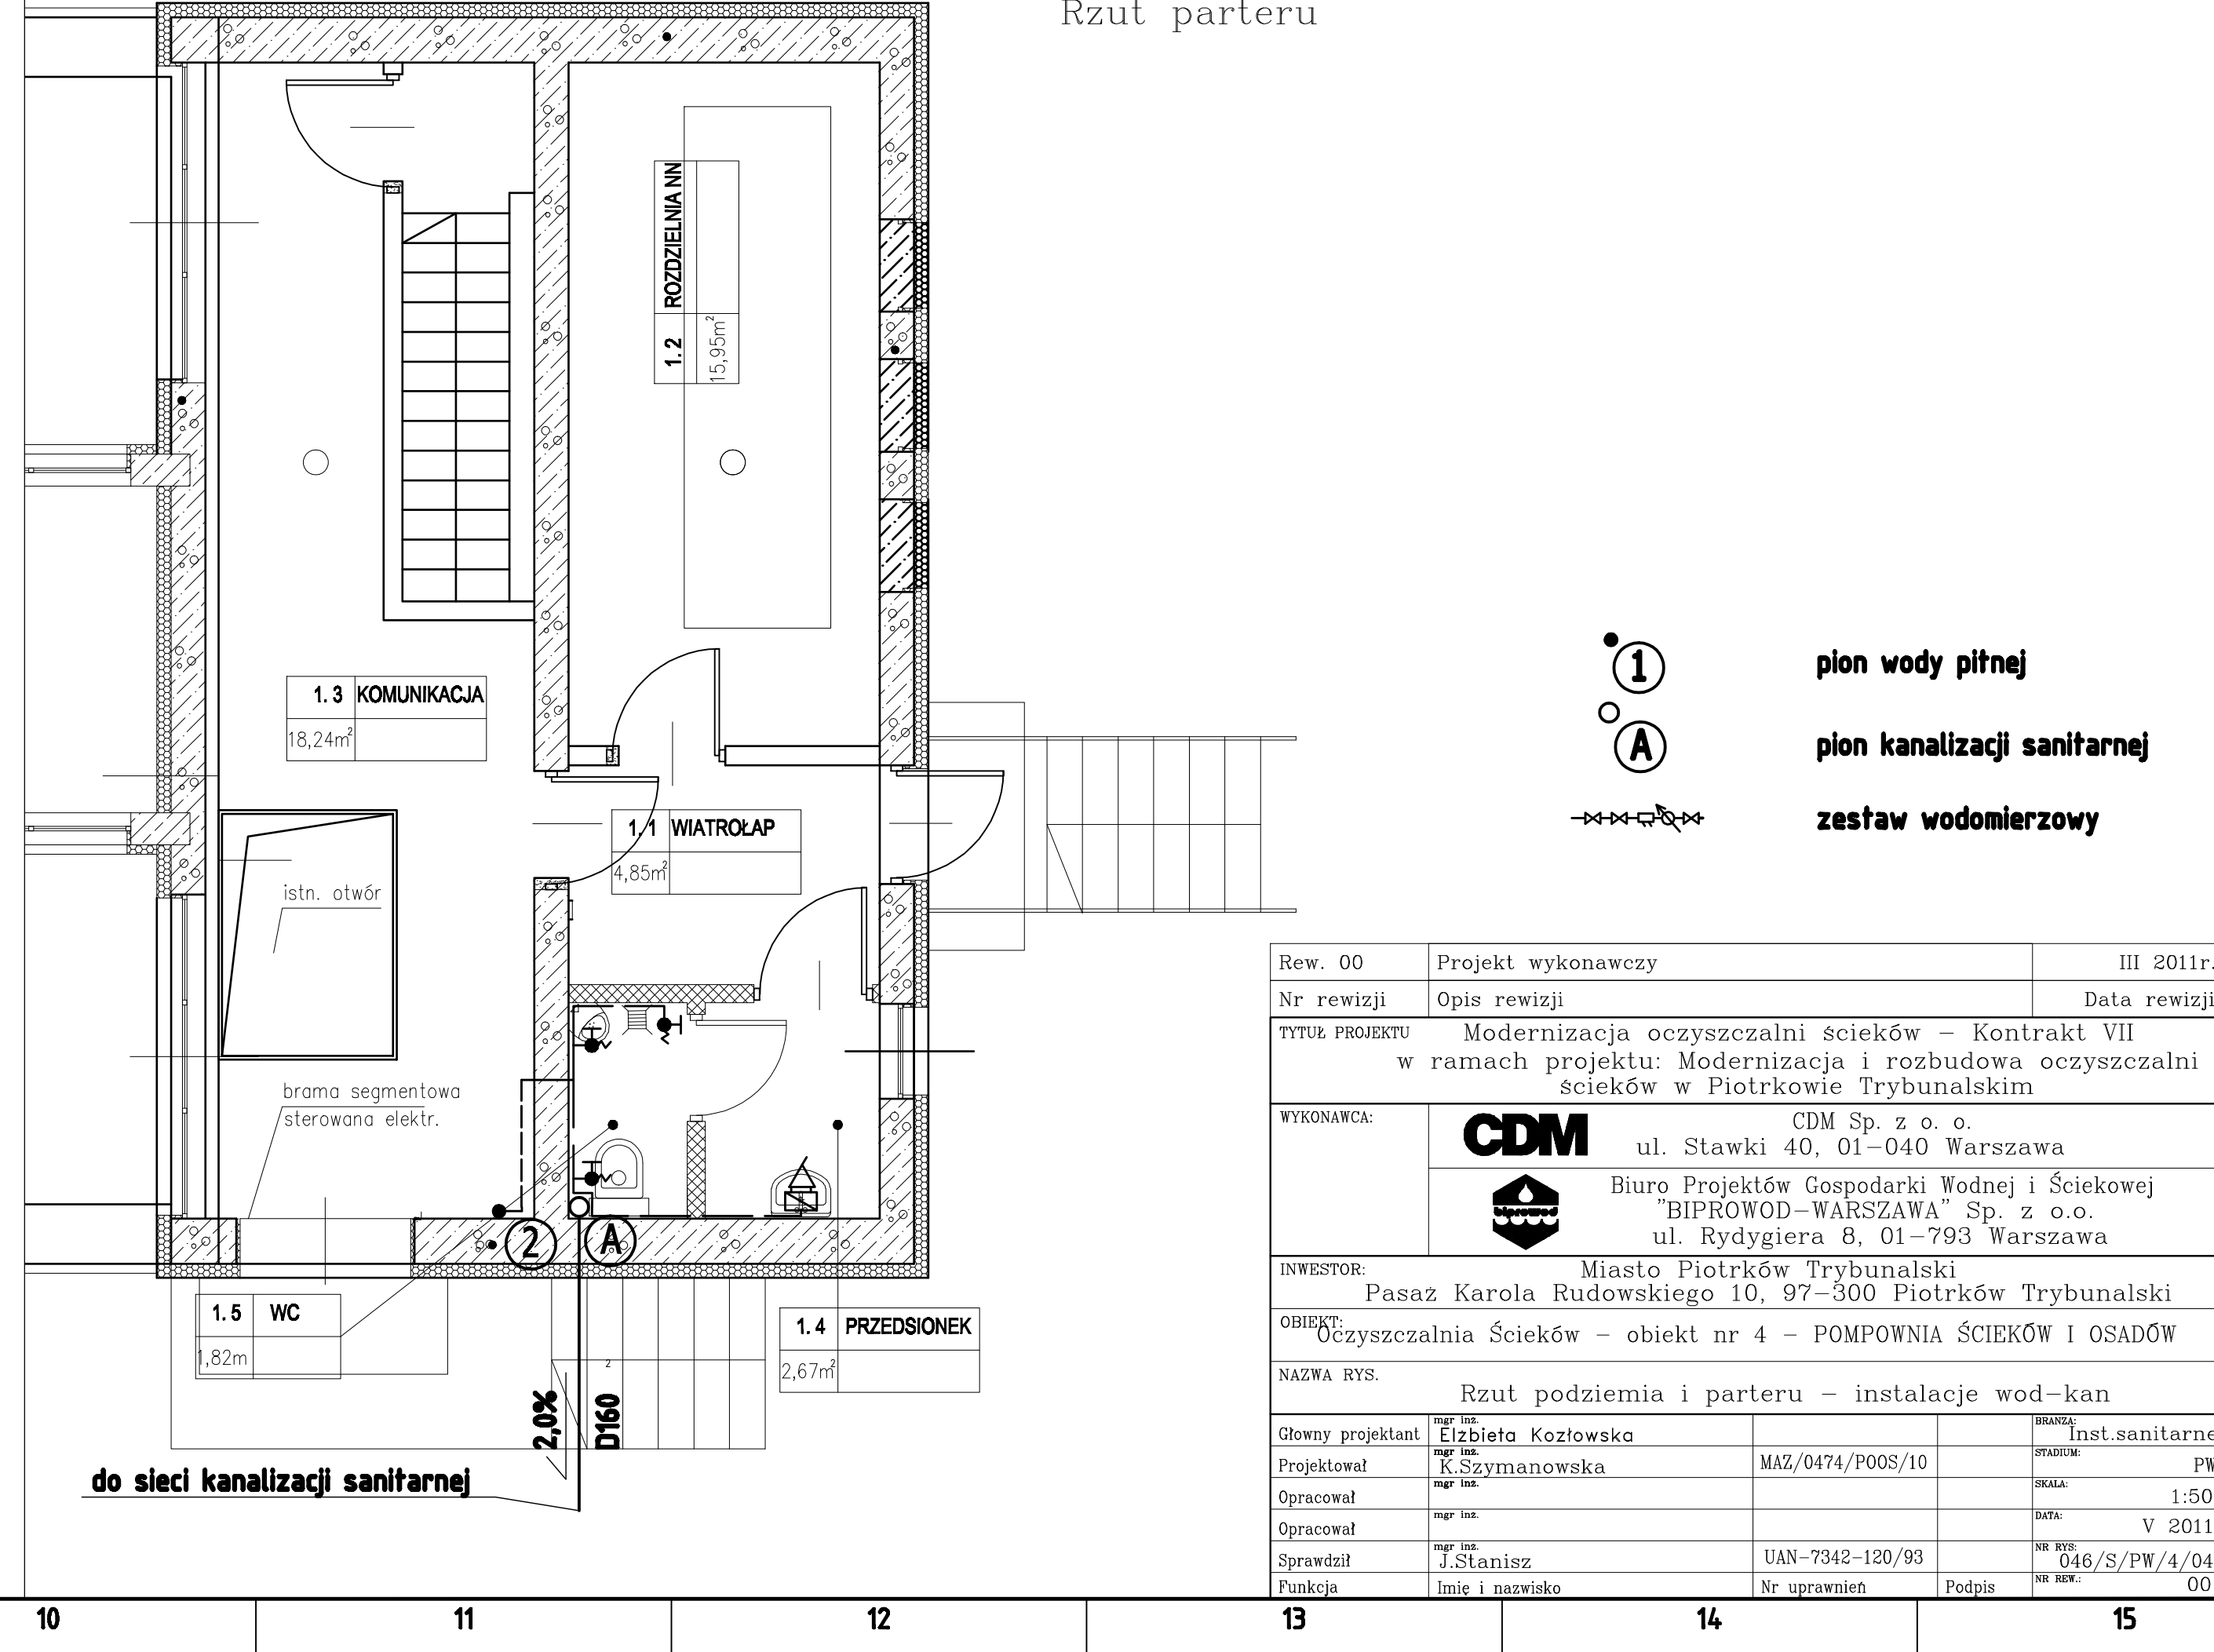 Rzut parteru
1.2 ROZDZIELNIA NN
15,95m²
1.3 KOMUNIKACJA
18,24m²
1.1 WIATROŁAP
4,85m²
istn. otwór
brama segmentowa
sterowana elektr.
2
A
1.5 WC
1,82m
2
1.4 PRZEDSIONEK
2,67m²
2,0%
D160
do sieci kanalizacji sanitarnej
1 pion wody pitnej
A pion kanalizacji sanitarnej
zestaw wodomierzowy
Rew. 00 Projekt wykonawczy III 2011r.
Nr rewizji Opis rewizji Data rewizji
TYTUŁ PROJEKTU Modernizacja oczyszczalni ścieków – Kontrakt VII
w ramach projektu: Modernizacja i rozbudowa oczyszczalni
ścieków w Piotrkowie Trybunalskim
WYKONAWCA:
CDM CDM Sp. z o. o.
ul. Stawki 40, 01–040 Warszawa
biprowod
Biuro Projektów Gospodarki Wodnej i Ściekowej
"BIPROWOD–WARSZAWA" Sp. z o.o.
ul. Rydygiera 8, 01–793 Warszawa
INWESTOR: Miasto Piotrków Trybunalski
Pasaż Karola Rudowskiego 10, 97–300 Piotrków Trybunalski
OBIEKT: Oczyszczalnia Ścieków – obiekt nr 4 – POMPOWNIA ŚCIEKÓW I OSADÓW
NAZWA RYS.
Rzut podziemia i parteru – instalacje wod–kan
Głowny projektant mgr inż. Elżbieta Kozłowska BRANŻA: Inst.sanitarne
Projektował mgr inż. K.Szymanowska MAZ/0474/POOS/10 STADIUM: PW
Opracował mgr inż. SKALA: 1:50
Opracował mgr inż. DATA: V 2011
Sprawdził mgr inż. J.Stanisz UAN–7342–120/93 NR RYS: 046/S/PW/4/04
Funkcja Imię i nazwisko Nr uprawnień Podpis NR REW.: 00
10 11 12 13 14 15